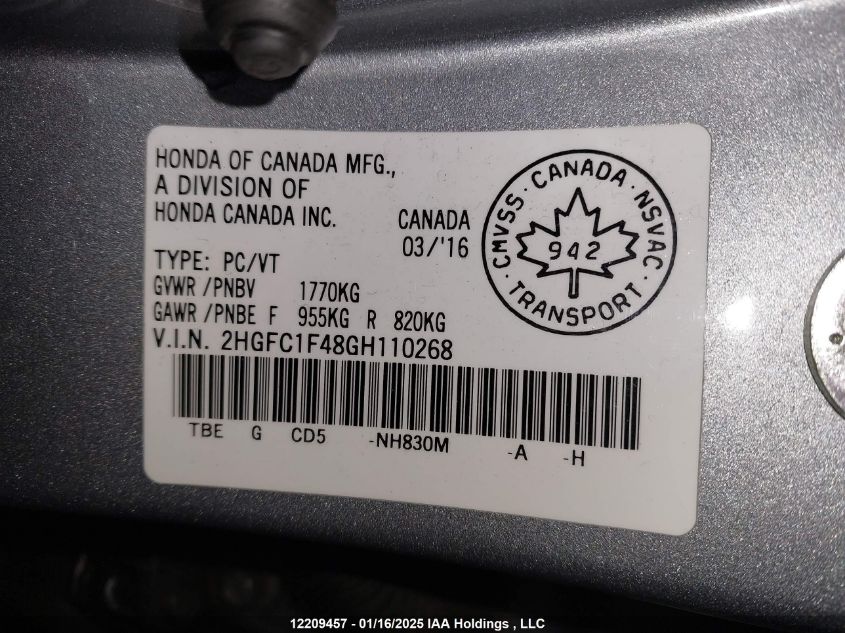 HONDA OF CANADA MFG.,
A DIVISION OF
HONDA CANADA INC.
CANADA
03/'16
TYPE: PC/VT
GVWR /PNBV 1770KG
GAWR /PNBE F 955KG R 820KG
V.I.N. 2HGFC1F48GH110268
CMVSS · CANADA · NSVAC
942
· TRANSPORT ·
TBE G CD5 -NH830M -A -H
12209457 - 01/16/2025 IAA Holdings , LLC